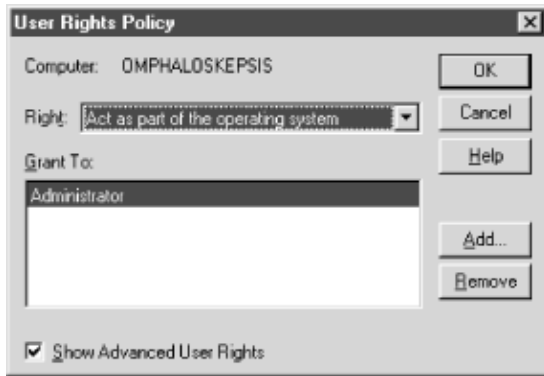 User Rights Policy
Computer: OMPHALOSKEPSIS
OK
Right: Act as part of the operating system
Cancel
Grant To:
Help
Administrator
Add...
Remove
Show Advanced User Rights